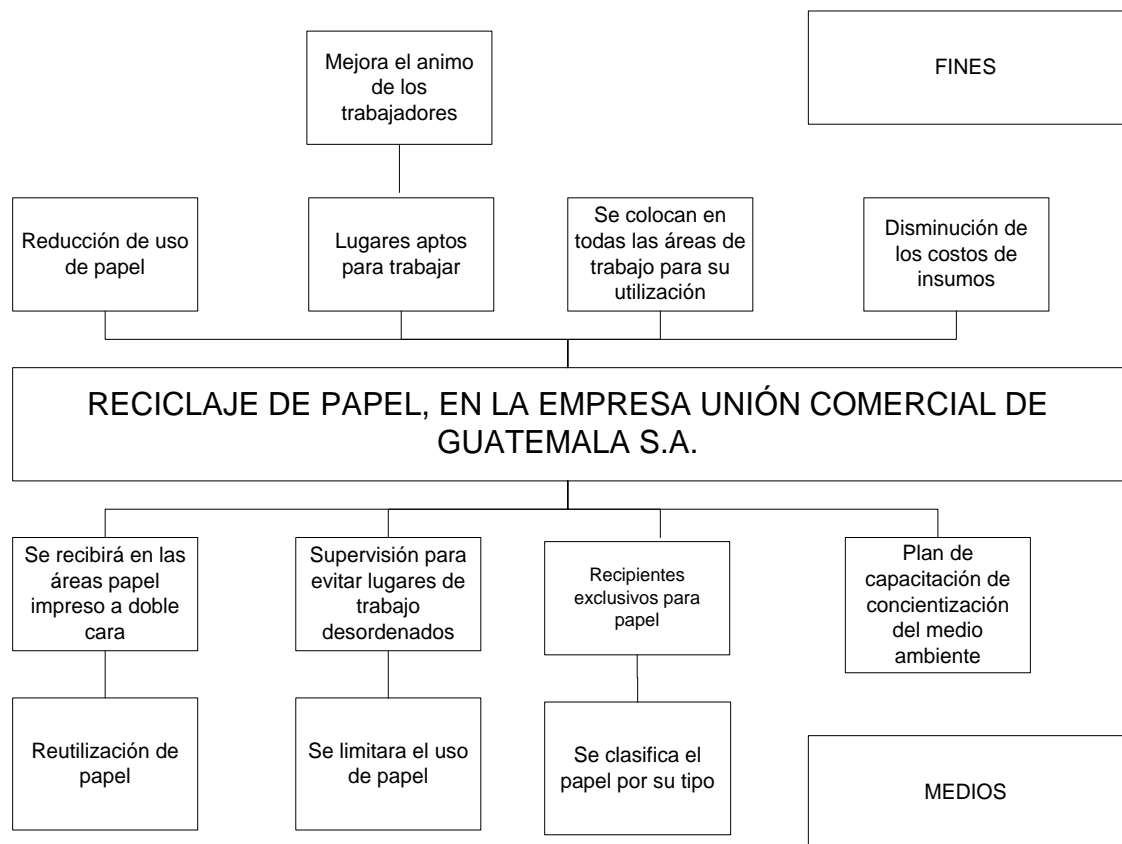 Mejora el animo
de los
trabajadores
FINES
Reducción de uso
de papel
Lugares aptos
para trabajar
Se colocan en
todas las áreas de
trabajo para su
utilización
Disminución de
los costos de
insumos
RECICLAJE DE PAPEL, EN LA EMPRESA UNIÓN COMERCIAL DE
GUATEMALA S.A.
Se recibirá en las
áreas papel
impreso a doble
cara
Supervisión para
evitar lugares de
trabajo
desordenados
Recipientes
exclusivos para
papel
Plan de
capacitación de
concientización
del medio
ambiente
Reutilización de
papel
Se limitara el uso
de papel
Se clasifica el
papel por su tipo
MEDIOS